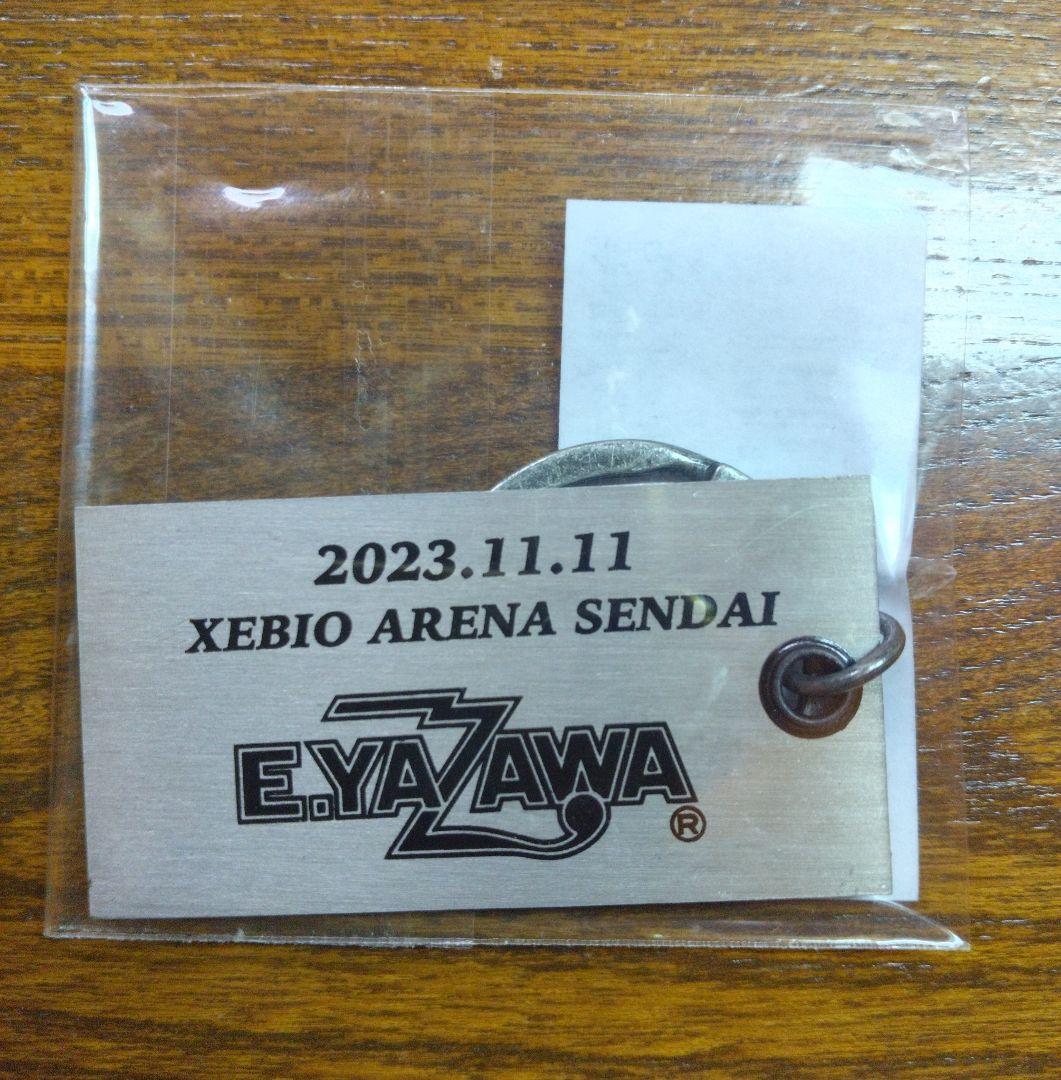 2023.11.11
XEBIO ARENA SENDAI
E.YAZAWA
®